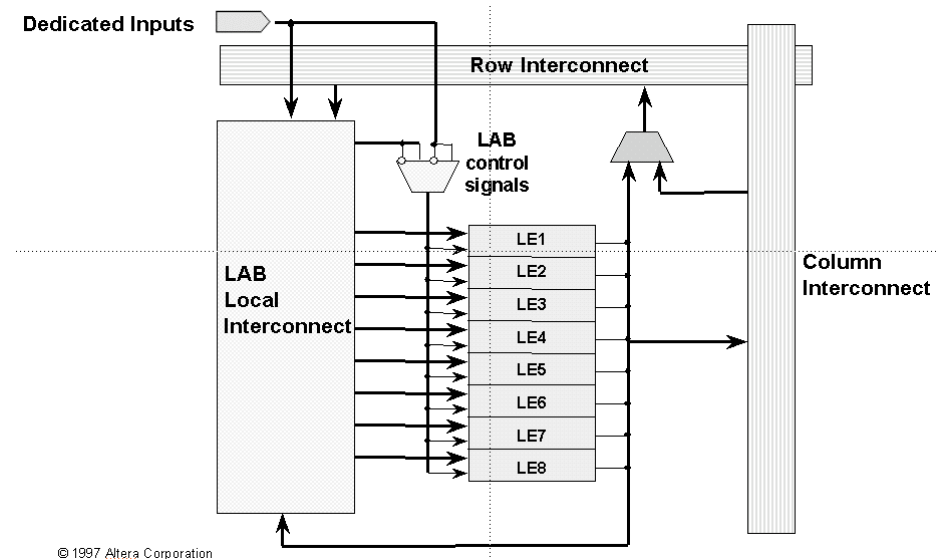 Dedicated Inputs
Row Interconnect
LAB
control
signals
LE1
LE2
LE3
LE4
LE5
LE6
LE7
LE8
LAB
Local
Interconnect
Column
Interconnect
© 1997 Altera Corporation